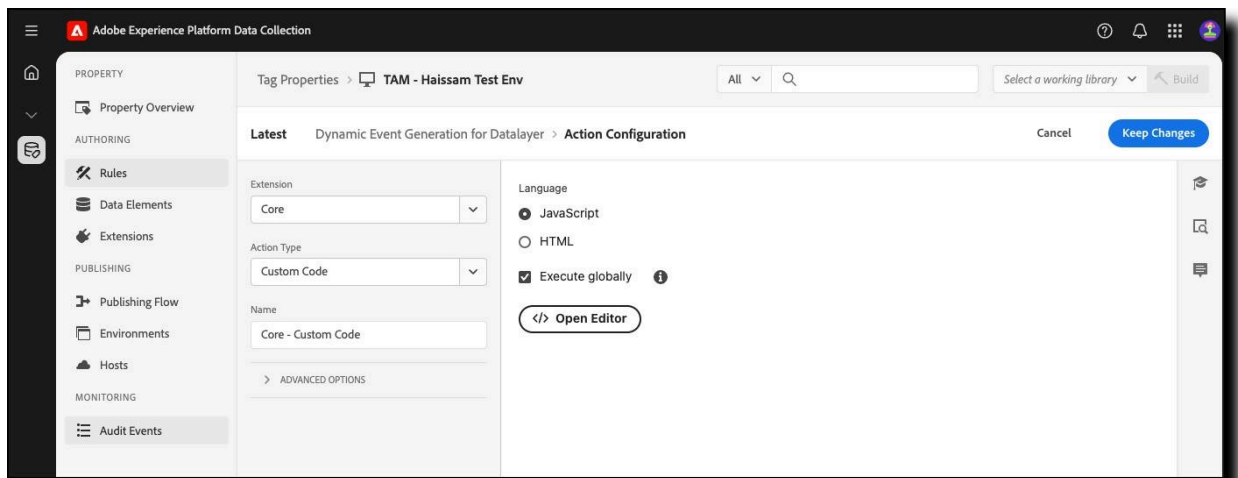 Adobe Experience Platform Data Collection
PROPERTY
Property Overview
AUTHORING
Rules
Data Elements
Extensions
PUBLISHING
Publishing Flow
Environments
Hosts
MONITORING
Audit Events
Tag Properties > TAM - Haissam Test Env
All
Select a working library
Build
Latest Dynamic Event Generation for Datalayer > Action Configuration
Cancel
Keep Changes
Extension
Core
Action Type
Custom Code
Name
Core - Custom Code
> ADVANCED OPTIONS
Language
JavaScript
HTML
Execute globally
</> Open Editor